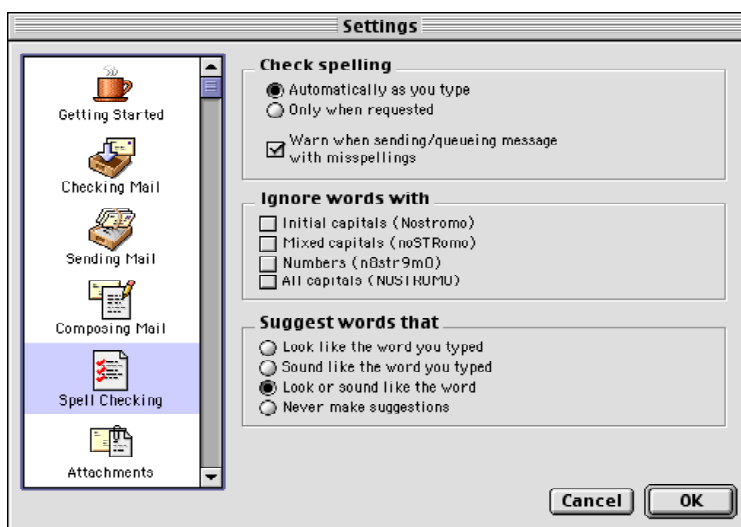 Settings
Getting Started
Checking Mail
Sending Mail
Composing Mail
Spell Checking
Attachments
Check spelling
Automatically as you type
Only when requested
Warn when sending/queueing message
with misspellings
Ignore words with
Initial capitals (Nostromo)
Mixed capitals (noSTRomo)
Numbers (n0str9m0)
All capitals (NOSTROMO)
Suggest words that
Look like the word you typed
Sound like the word you typed
Look or sound like the word
Never make suggestions
Cancel
OK